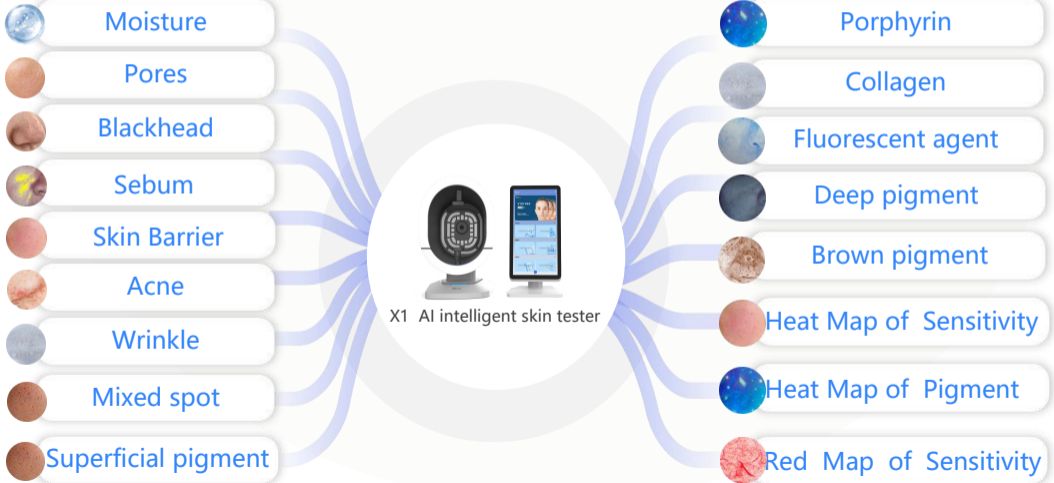 Moisture
Pores
Blackhead
Sebum
Skin Barrier
Acne
Wrinkle
Mixed spot
Superficial pigment
X1 AI intelligent skin tester
Porphyrin
Collagen
Fluorescent agent
Deep pigment
Brown pigment
Heat Map of Sensitivity
Heat Map of Pigment
Red Map of Sensitivity